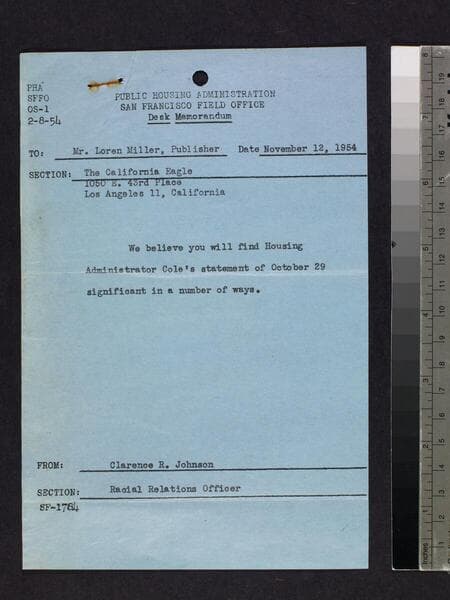 PHA
SFFO
OS-1
2-8-54
PUBLIC HOUSING ADMINISTRATION
SAN FRANCISCO FIELD OFFICE
Desk Memorandum
TO: Mr. Loren Miller, Publisher Date November 12, 1954
SECTION: The California Eagle
1050 E. 43rd Place
Los Angeles 11, California
We believe you will find Housing
Administrator Cole's statement of October 29
significant in a number of ways.
FROM: Clarence R. Johnson
SECTION: Racial Relations Officer
SF-1764